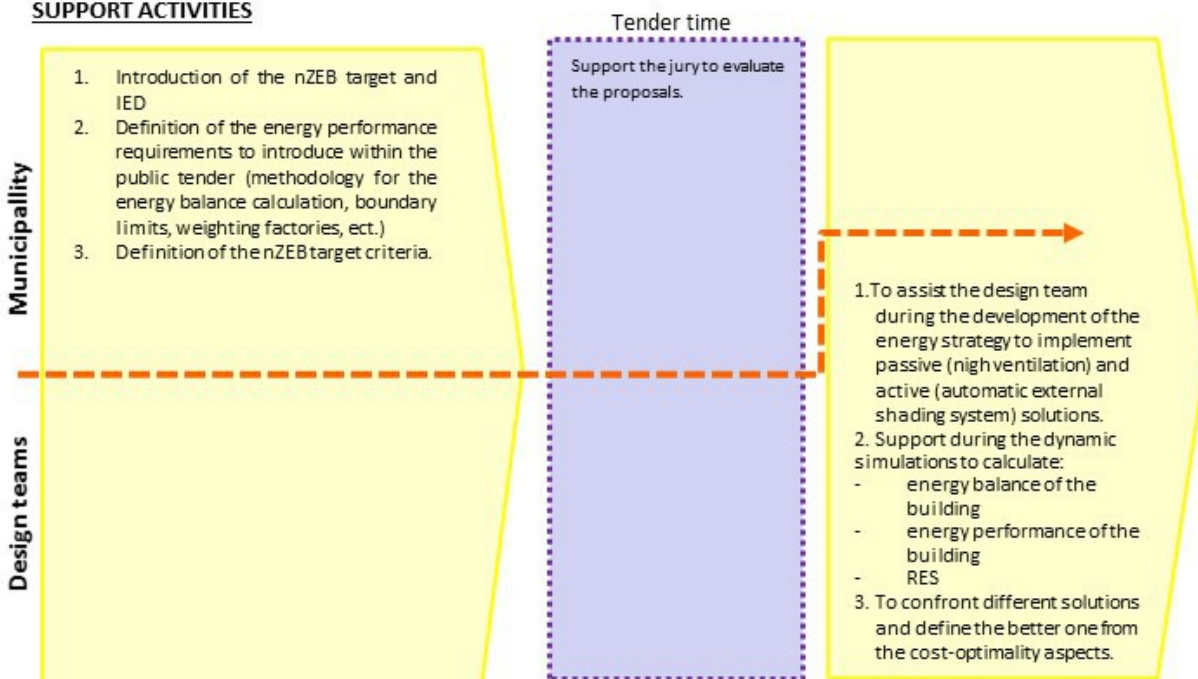 SUPPORT ACTIVITIES
Tender time
Municipallity
Design teams
1. Introduction of the nZEB target and
IED
2. Definition of the energy performance
requirements to introduce within the
public tender (methodology for the
energy balance calculation, boundary
limits, weighting factories, ect.)
3. Definition of the nZEB target criteria.
Support the jury to evaluate
the proposals.
1.To assist the design team
during the development of the
energy strategy to implement
passive (nigh ventilation) and
active (automatic external
shading system) solutions.
2. Support during the dynamic
simulations to calculate:
- energy balance of the
building
- energy performance of the
building
- RES
3. To confront different solutions
and define the better one from
the cost-optimality aspects.